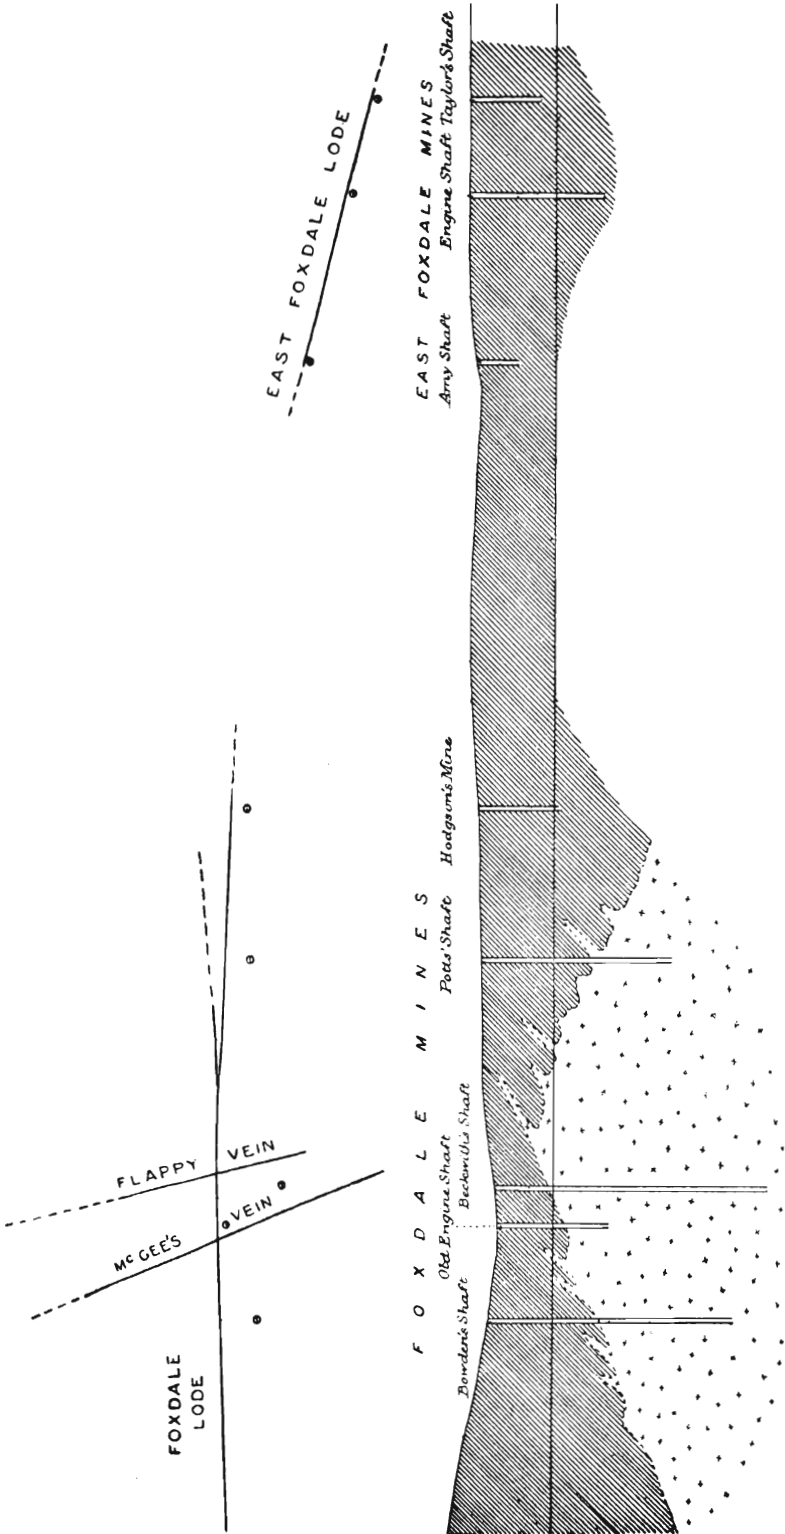 EAST FOXDALE LODE
FLAPPY VEIN
McGEE'S VEIN
FOXDALE
LODE
FOXDALE MINES
EAST FOXDALE MINES
Bowden's Shaft
Old Engine Shaft
Beckwith's Shaft
Potts' Shaft
Hodgson's Mine
Amy Shaft
Engine Shaft
Taylor's Shaft